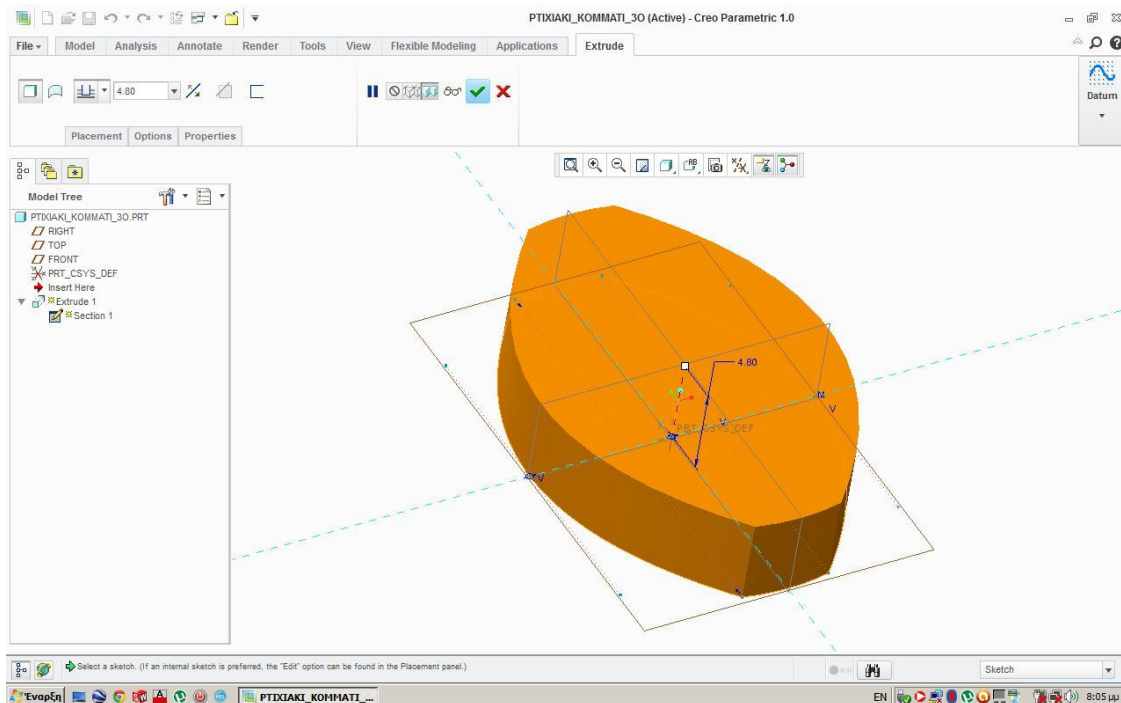 PTIXIAKI_KOMMATI_3O (Active) - Creo Parametric 1.0
File Model Analysis Annotate Render Tools View Flexible Modeling Applications Extrude
4.80
Datum
Placement Options Properties
Model Tree
PTIXIAKI_KOMMATI_3O.PRT
RIGHT
TOP
FRONT
PRT_CSYS_DEF
Insert Here
Extrude 1
Section 1
4.80
M
V
V
PRT_CSYS_DEF
V
Select a sketch. (If an internal sketch is preferred, the "Edit" option can be found in the Placement panel.)
Sketch
Έναρξη PTIXIAKI_KOMMATI_... EN 8:05 μμ